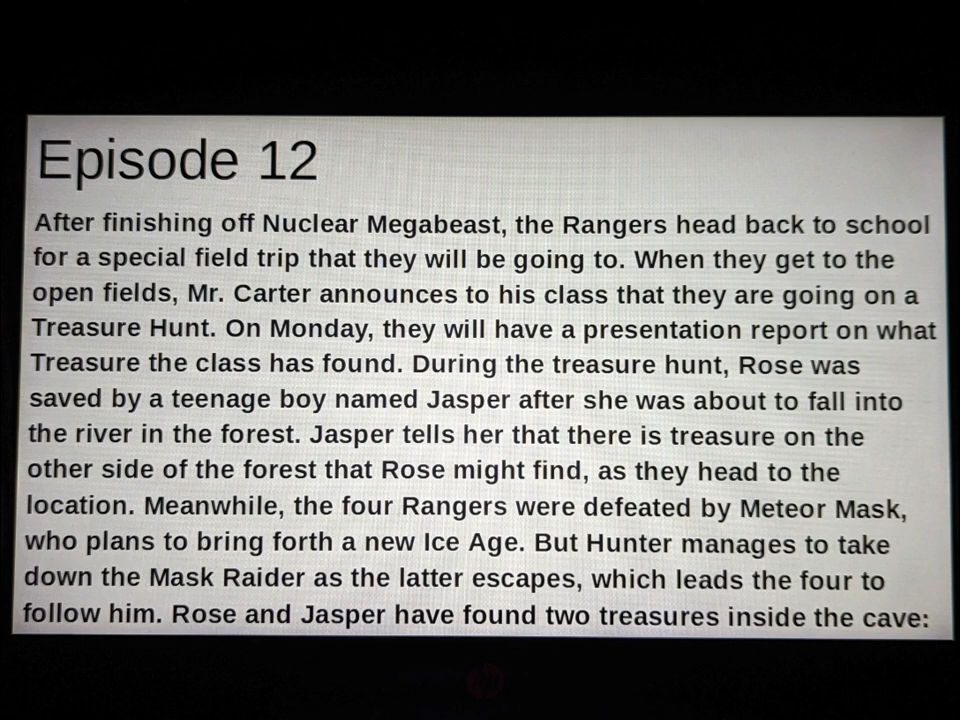 Episode 12
After finishing off Nuclear Megabeast, the Rangers head back to school
for a special field trip that they will be going to. When they get to the
open fields, Mr. Carter announces to his class that they are going on a
Treasure Hunt. On Monday, they will have a presentation report on what
Treasure the class has found. During the treasure hunt, Rose was
saved by a teenage boy named Jasper after she was about to fall into
the river in the forest. Jasper tells her that there is treasure on the
other side of the forest that Rose might find, as they head to the
location. Meanwhile, the four Rangers were defeated by Meteor Mask,
who plans to bring forth a new Ice Age. But Hunter manages to take
down the Mask Raider as the latter escapes, which leads the four to
follow him. Rose and Jasper have found two treasures inside the cave: